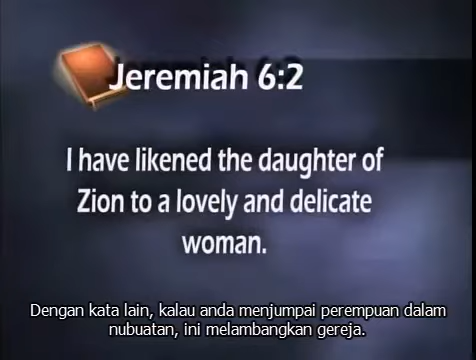 Jeremiah 6:2
I have likened the daughter of
Zion to a lovely and delicate
woman.
Dengan kata lain, kalau anda menjumpai perempuan dalam
nubuatan, ini melambangkan gereja.